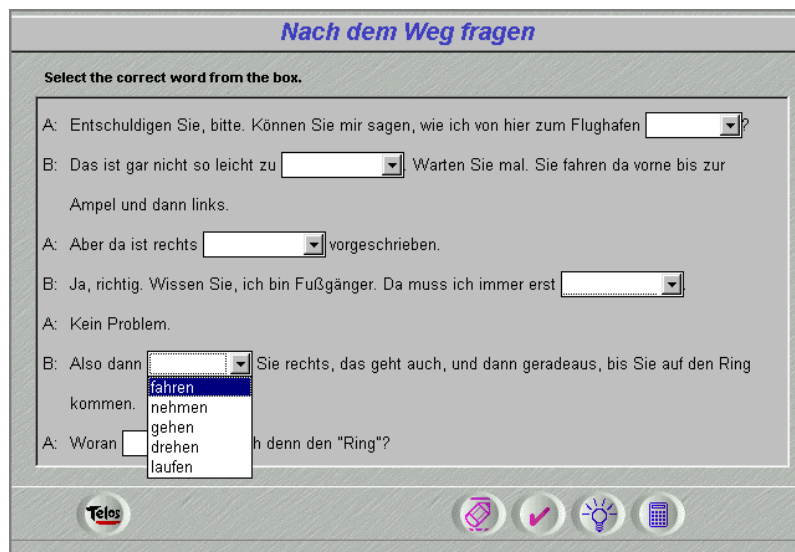 Nach dem Weg fragen
Select the correct word from the box.
A: Entschuldigen Sie, bitte. Können Sie mir sagen, wie ich von hier zum Flughafen ?
B: Das ist gar nicht so leicht zu . Warten Sie mal. Sie fahren da vorne bis zur
Ampel und dann links.
A: Aber da ist rechts vorgeschrieben.
B: Ja, richtig. Wissen Sie, ich bin Fußgänger. Da muss ich immer erst .
A: Kein Problem.
B: Also dann Sie rechts, das geht auch, und dann geradeaus, bis Sie auf den Ring
fahren
kommen.
nehmen
gehen
A: Woran h denn den "Ring"?
drehen
laufen
Telos